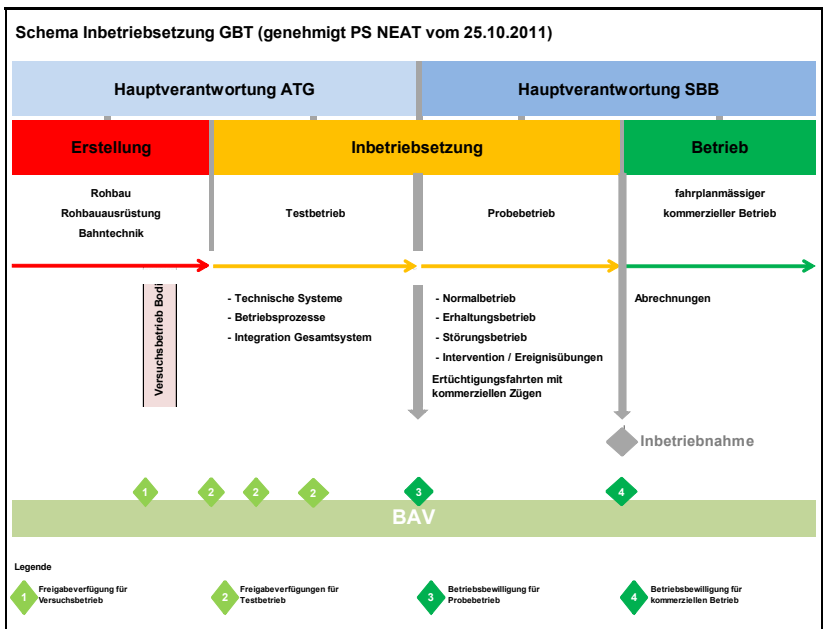 Schema Inbetriebsetzung GBT (genehmigt PS NEAT vom 25.10.2011)
Hauptverantwortung ATG
Hauptverantwortung SBB
Erstellung
Inbetriebsetzung
Betrieb
Rohbau
Rohbauausrüstung
Bahntechnik
Testbetrieb
Probebetrieb
fahrplanmässiger
kommerzieller Betrieb
Versuchsbetrieb Bodi
- Technische Systeme
- Betriebsprozesse
- Integration Gesamtsystem
- Normalbetrieb
- Erhaltungsbetrieb
- Störungsbetrieb
- Intervention / Ereignisübungen
Ertüchtigungsfahrten mit
kommerziellen Zügen
Abrechnungen
Inbetriebnahme
1
2
2
2
3
4
BAV
Legende
1
Freigabeverfügung für
Versuchsbetrieb
2
Freigabeverfügungen für
Testbetrieb
3
Betriebsbewilligung für
Probebetrieb
4
Betriebsbewilligung für
kommerziellen Betrieb